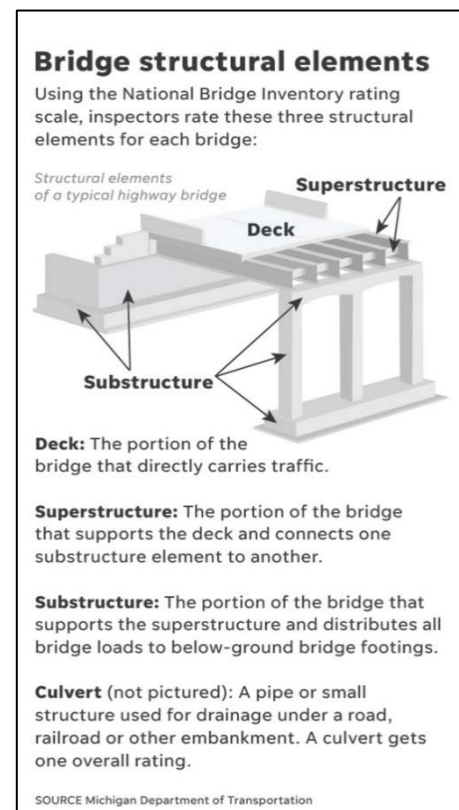 Bridge structural elements
Using the National Bridge Inventory rating
scale, inspectors rate these three structural
elements for each bridge:
Structural elements
of a typical highway bridge
Superstructure
Deck
Substructure
Deck: The portion of the
bridge that directly carries traffic.
Superstructure: The portion of the bridge
that supports the deck and connects one
substructure element to another.
Substructure: The portion of the bridge that
supports the superstructure and distributes all
bridge loads to below-ground bridge footings.
Culvert (not pictured): A pipe or small
structure used for drainage under a road,
railroad or other embankment. A culvert gets
one overall rating.
SOURCE Michigan Department of Transportation